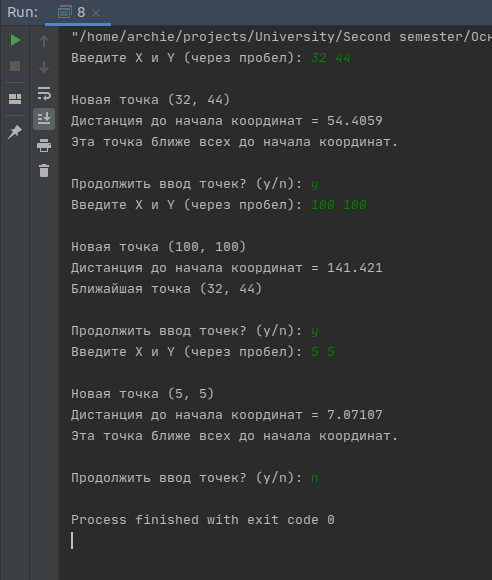 Run: 8
"/home/archie/projects/University/Second semester/Осн
Введите X и Y (через пробел): 32 44
Новая точка (32, 44)
Дистанция до начала координат = 54.4059
Эта точка ближе всех до начала координат.
Продолжить ввод точек? (y/n): y
Введите X и Y (через пробел): 100 100
Новая точка (100, 100)
Дистанция до начала координат = 141.421
Ближайшая точка (32, 44)
Продолжить ввод точек? (y/n): y
Введите X и Y (через пробел): 5 5
Новая точка (5, 5)
Дистанция до начала координат = 7.07107
Эта точка ближе всех до начала координат.
Продолжить ввод точек? (y/n): n
Process finished with exit code 0